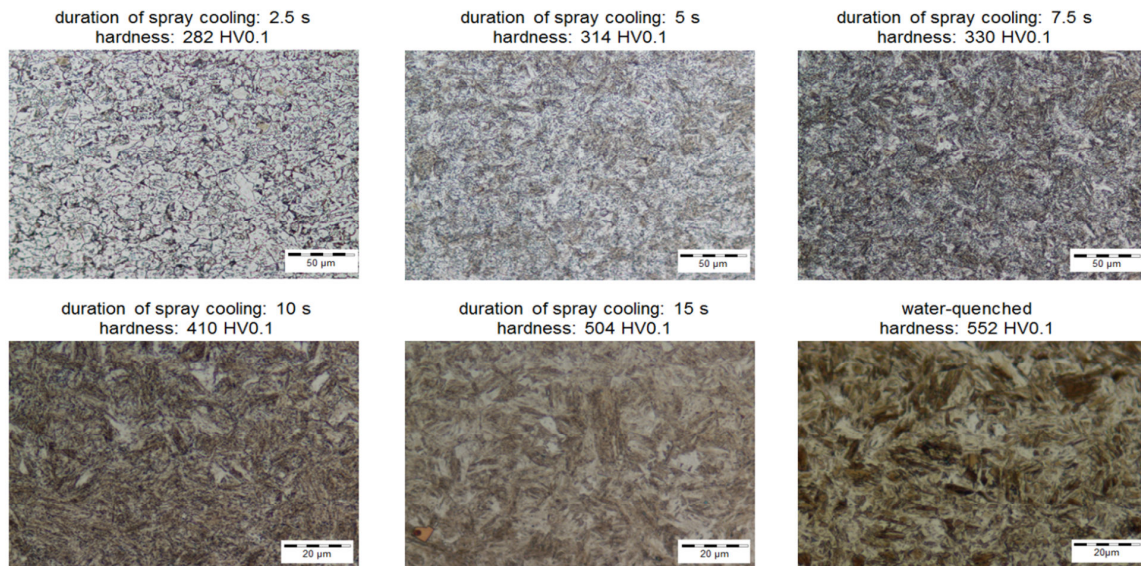 duration of spray cooling: 2.5 s
hardness: 282 HV0.1
duration of spray cooling: 5 s
hardness: 314 HV0.1
duration of spray cooling: 7.5 s
hardness: 330 HV0.1
50 µm
50 µm
50 µm
duration of spray cooling: 10 s
hardness: 410 HV0.1
duration of spray cooling: 15 s
hardness: 504 HV0.1
water-quenched
hardness: 552 HV0.1
20 µm
20 µm
20µm